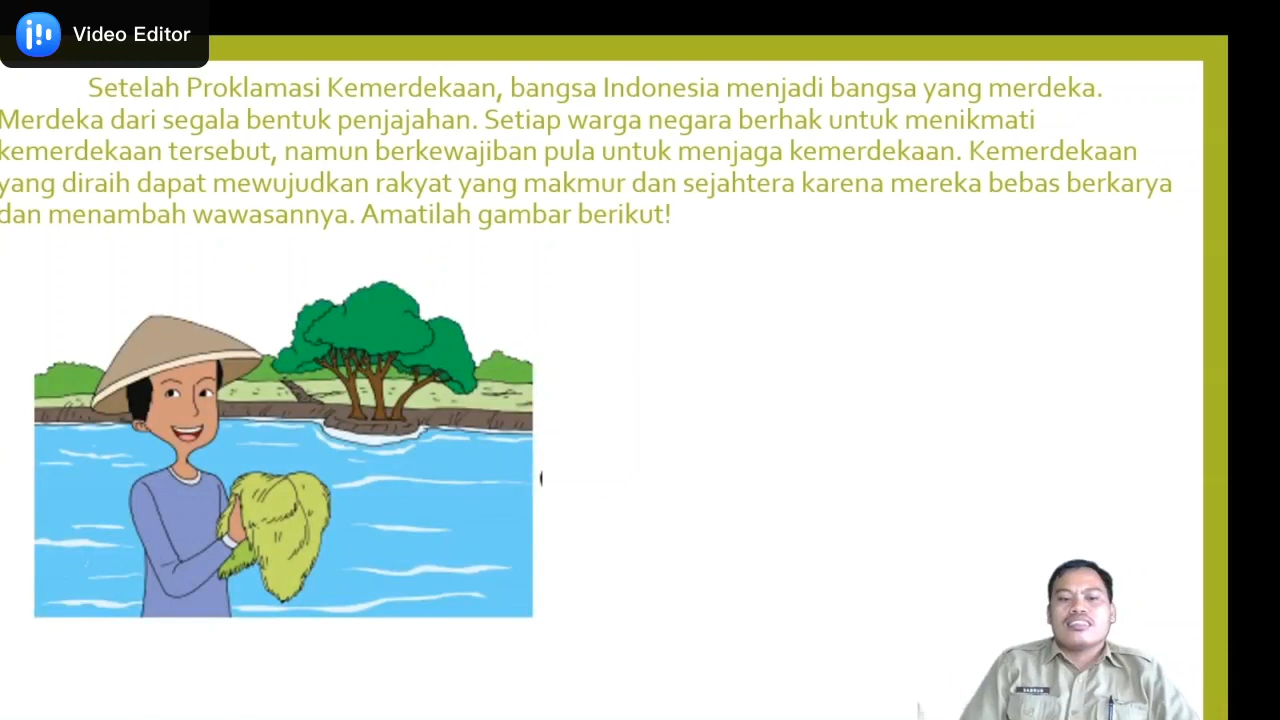 Video Editor
Setelah Proklamasi Kemerdekaan, bangsa Indonesia menjadi bangsa yang merdeka.
Merdeka dari segala bentuk penjajahan. Setiap warga negara berhak untuk menikmati
kemerdekaan tersebut, namun berkewajiban pula untuk menjaga kemerdekaan. Kemerdekaan
yang diraih dapat mewujudkan rakyat yang makmur dan sejahtera karena mereka bebas berkarya
dan menambah wawasannya. Amatilah gambar berikut!